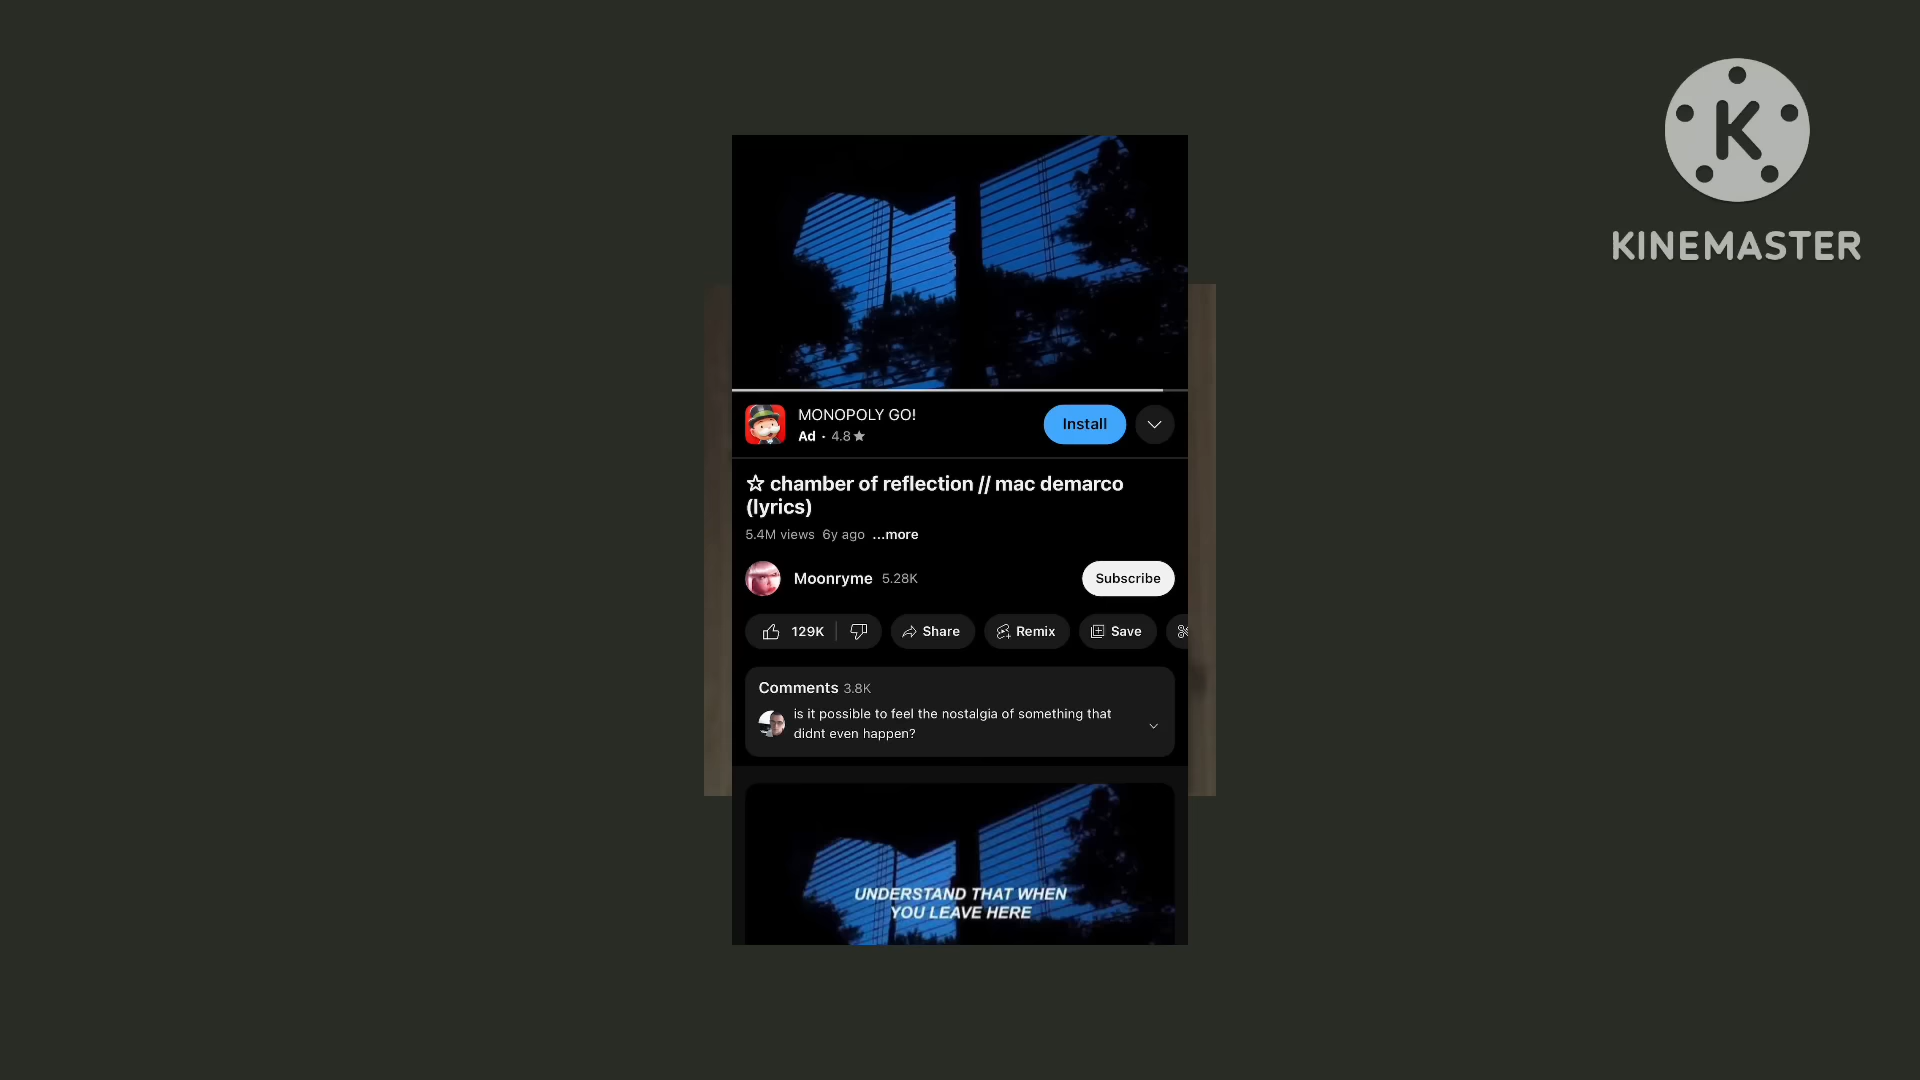 K
KINEMASTER
MONOPOLY GO!
Ad • 4.8★
Install
☆ chamber of reflection // mac demarco
(lyrics)
5.4M views 6y ago ...more
Moonryme 5.28K
Subscribe
129K
Share
Remix
Save
Comments 3.8K
is it possible to feel the nostalgia of something that
didnt even happen?
UNDERSTAND THAT WHEN
YOU LEAVE HERE